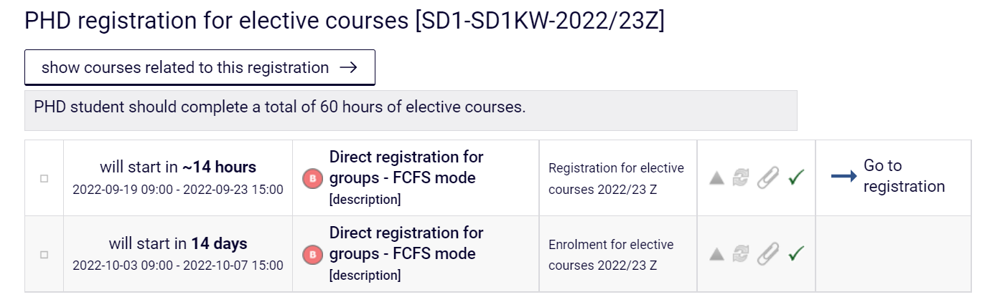 PHD registration for elective courses [SD1-SD1KW-2022/23Z]
show courses related to this registration →
PHD student should complete a total of 60 hours of elective courses.
will start in ~14 hours
2022-09-19 09:00 - 2022-09-23 15:00
B
Direct registration for
groups - FCFS mode
[description]
Registration for elective
courses 2022/23 Z
Go to
registration
will start in 14 days
2022-10-03 09:00 - 2022-10-07 15:00
B
Direct registration for
groups - FCFS mode
[description]
Enrolment for elective
courses 2022/23 Z